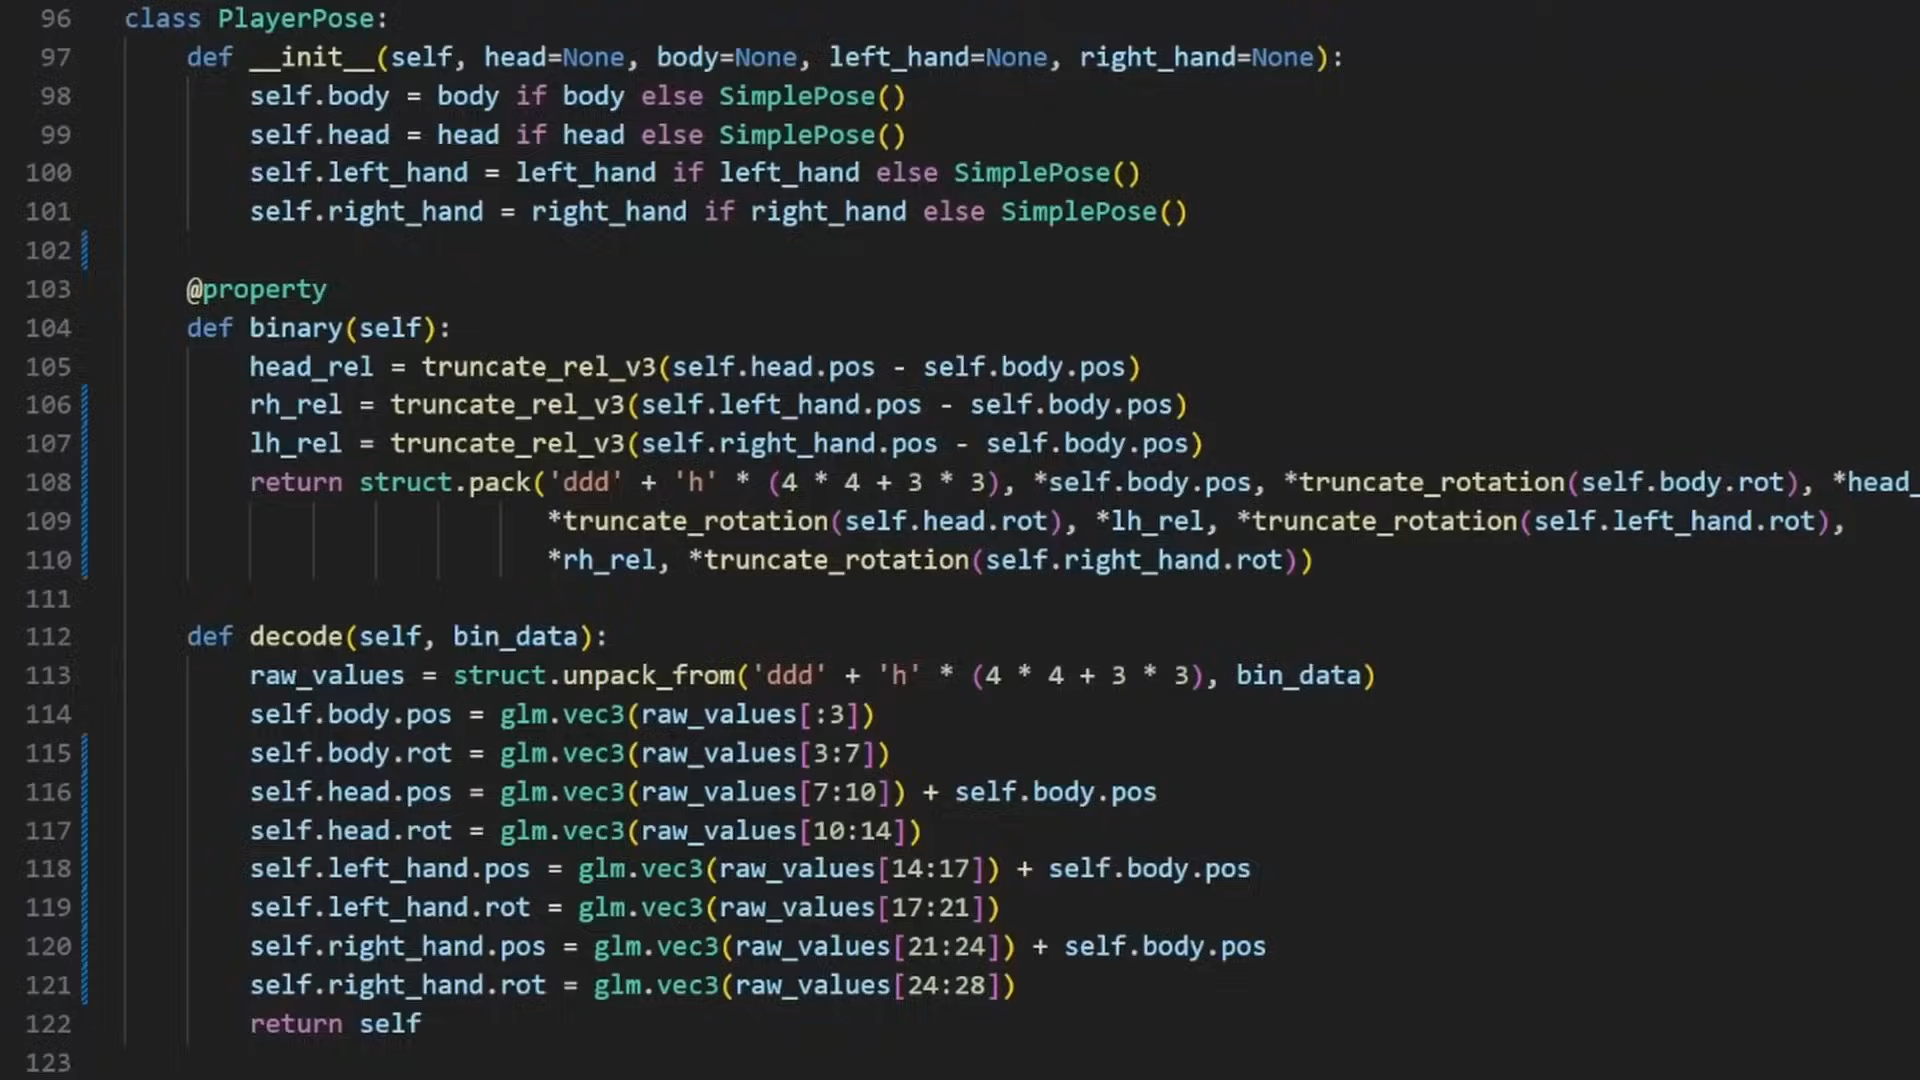 96 class PlayerPose:
97 def __init__(self, head=None, body=None, left_hand=None, right_hand=None):
98 self.body = body if body else SimplePose()
99 self.head = head if head else SimplePose()
100 self.left_hand = left_hand if left_hand else SimplePose()
101 self.right_hand = right_hand if right_hand else SimplePose()
102
103 @property
104 def binary(self):
105 head_rel = truncate_rel_v3(self.head.pos - self.body.pos)
106 rh_rel = truncate_rel_v3(self.left_hand.pos - self.body.pos)
107 lh_rel = truncate_rel_v3(self.right_hand.pos - self.body.pos)
108 return struct.pack('ddd' + 'h' * (4 * 4 + 3 * 3), *self.body.pos, *truncate_rotation(self.body.rot), *head_
109 *truncate_rotation(self.head.rot), *lh_rel, *truncate_rotation(self.left_hand.rot),
110 *rh_rel, *truncate_rotation(self.right_hand.rot))
111
112 def decode(self, bin_data):
113 raw_values = struct.unpack_from('ddd' + 'h' * (4 * 4 + 3 * 3), bin_data)
114 self.body.pos = glm.vec3(raw_values[:3])
115 self.body.rot = glm.vec3(raw_values[3:7])
116 self.head.pos = glm.vec3(raw_values[7:10]) + self.body.pos
117 self.head.rot = glm.vec3(raw_values[10:14])
118 self.left_hand.pos = glm.vec3(raw_values[14:17]) + self.body.pos
119 self.left_hand.rot = glm.vec3(raw_values[17:21])
120 self.right_hand.pos = glm.vec3(raw_values[21:24]) + self.body.pos
121 self.right_hand.rot = glm.vec3(raw_values[24:28])
122 return self
123